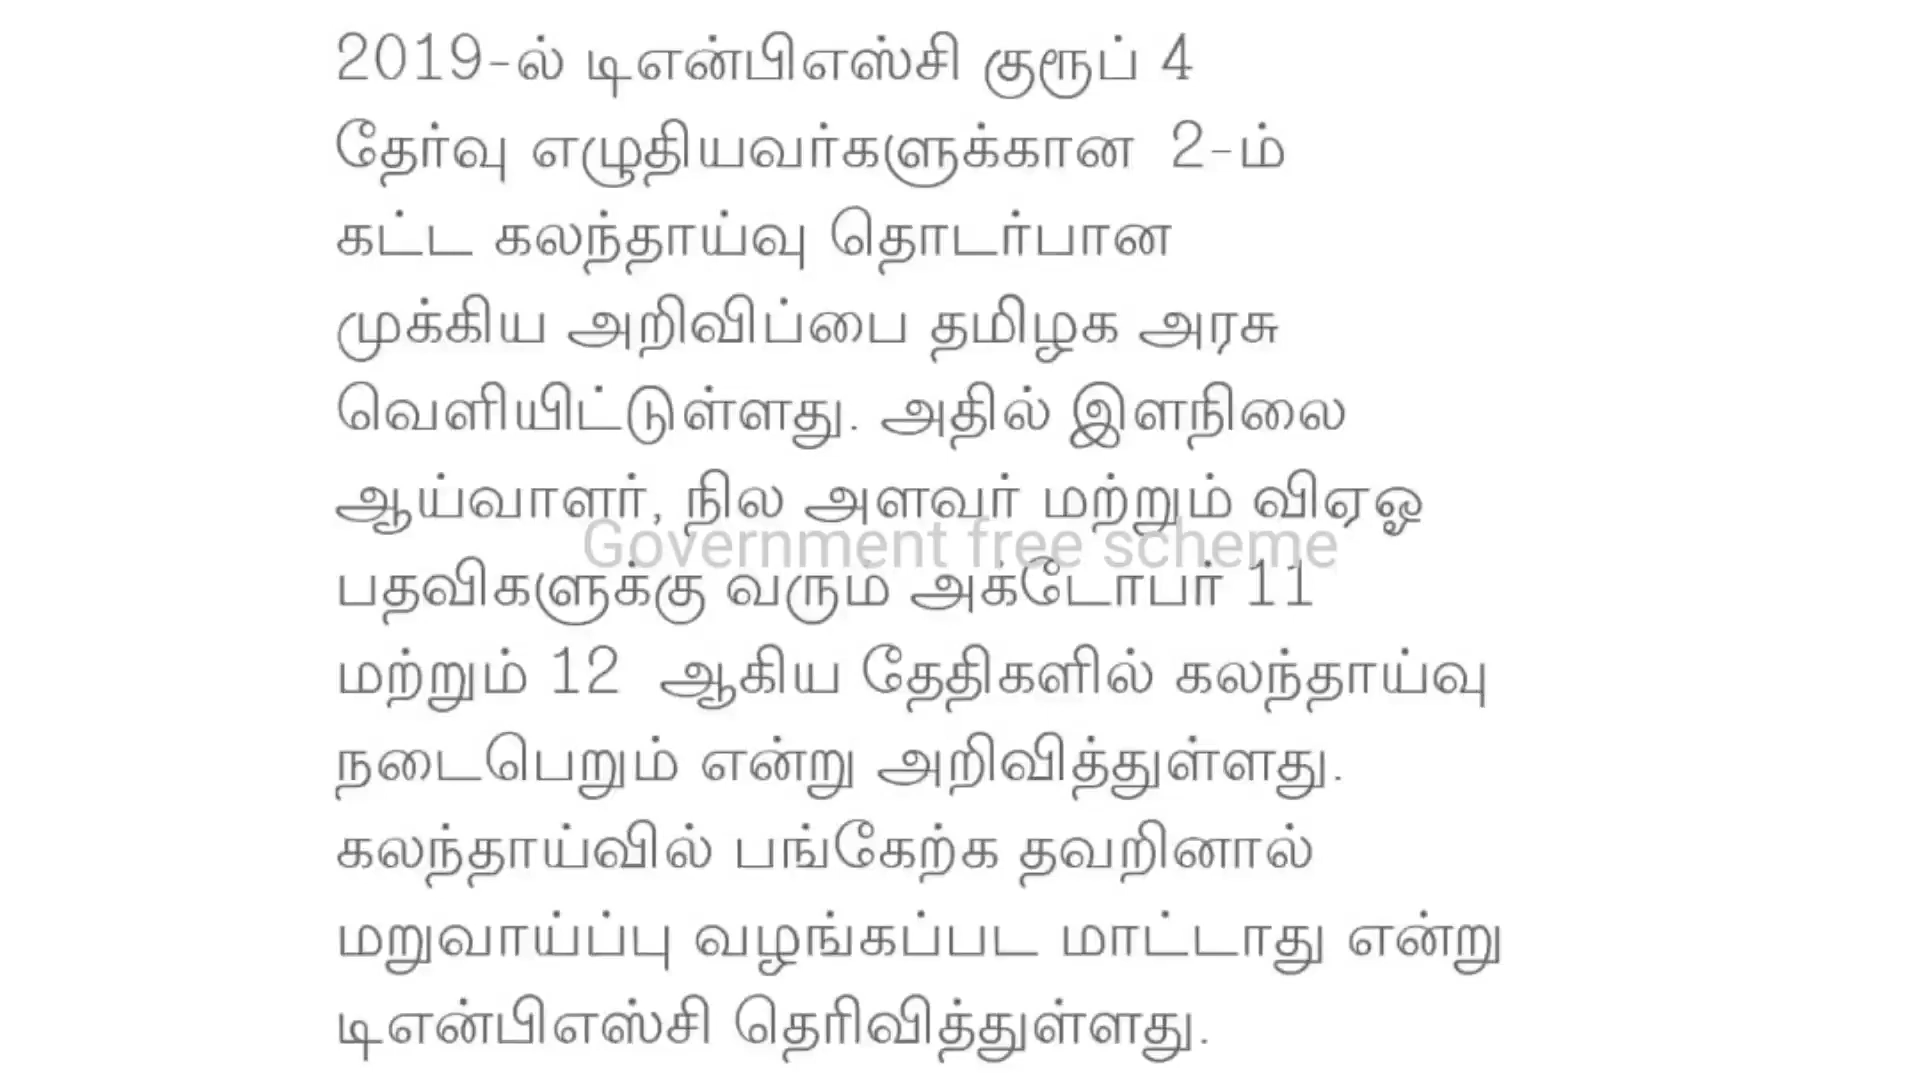 2019-ல் டிஎன்பிஎஸ்சி குரூப் 4
தேர்வு எழுதியவர்களுக்கான 2-ம்
கட்ட கலந்தாய்வு தொடர்பான
முக்கிய அறிவிப்பை தமிழக அரசு
வெளியிட்டுள்ளது. அதில் இளநிலை
ஆய்வாளர், நில அளவர் மற்றும் விஏஓ
Government free scheme
பதவிகளுக்கு வரும் அக்டோபர் 11
மற்றும் 12 ஆகிய தேதிகளில் கலந்தாய்வு
நடைபெறும் என்று அறிவித்துள்ளது.
கலந்தாய்வில் பங்கேற்க தவறினால்
மறுவாய்ப்பு வழங்கப்பட மாட்டாது என்று
டிஎன்பிஎஸ்சி தெரிவித்துள்ளது.